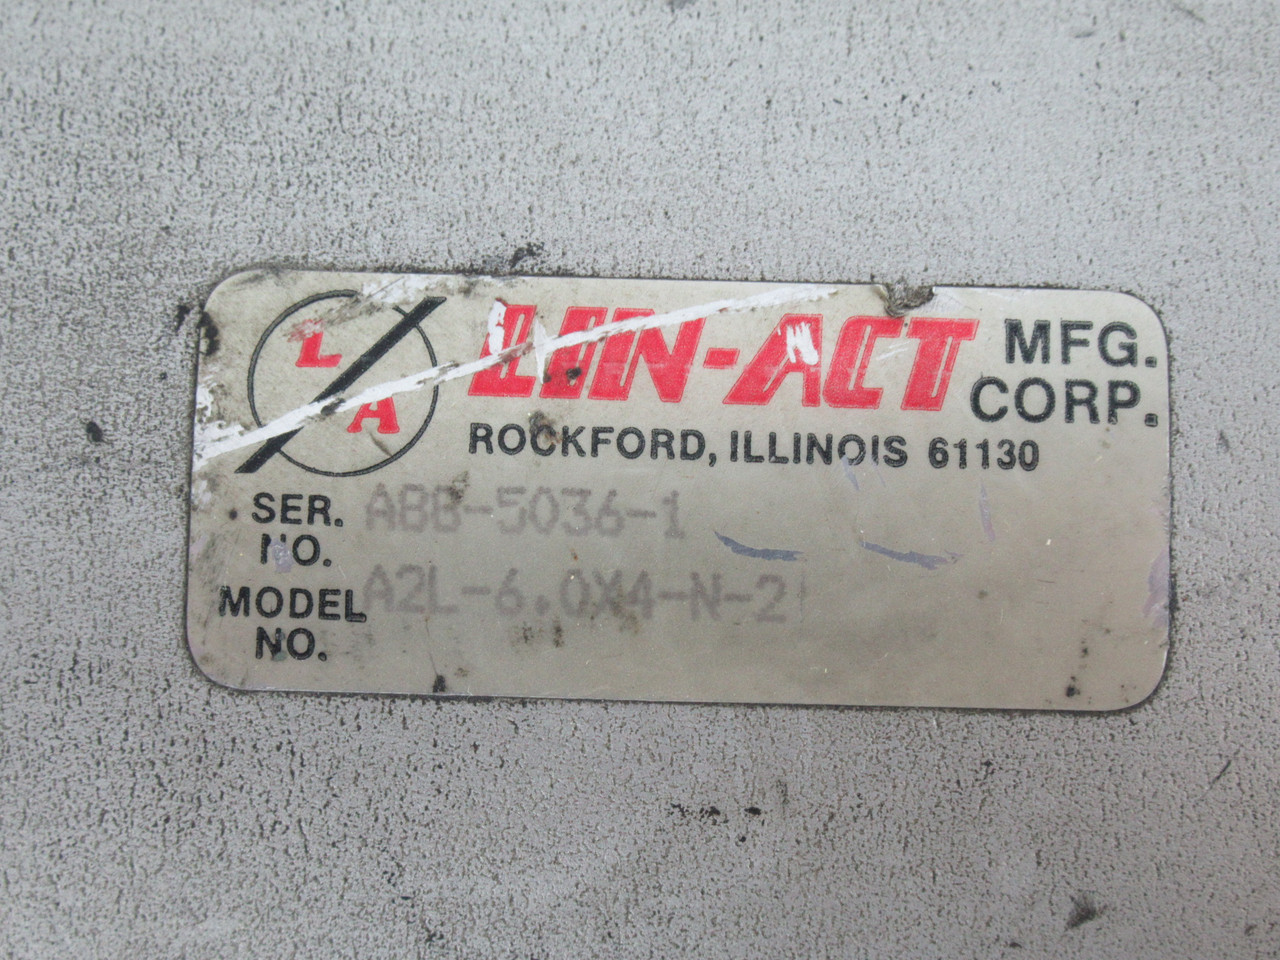 L
A
LIN-ACT MFG. CORP.
ROCKFORD, ILLINOIS 61130
SER. NO. ABB-5036-1
MODEL NO. A2L-6.0X4-N-2